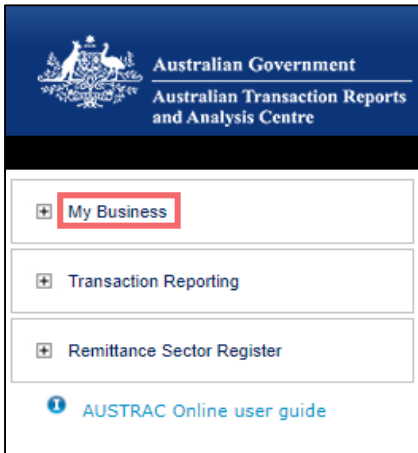 Australian Government
Australian Transaction Reports
and Analysis Centre
My Business
Transaction Reporting
Remittance Sector Register
AUSTRAC Online user guide